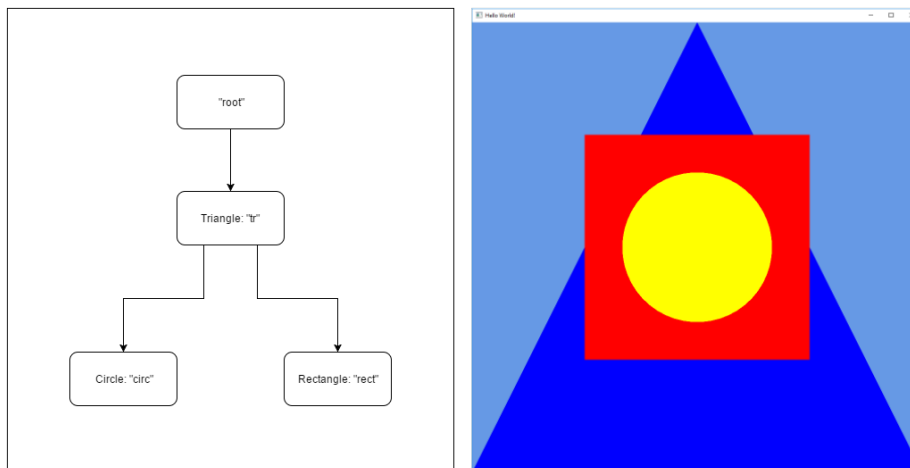 "root"
Triangle: "tr"
Circle: "circ"
Rectangle: "rect"
Hello World!